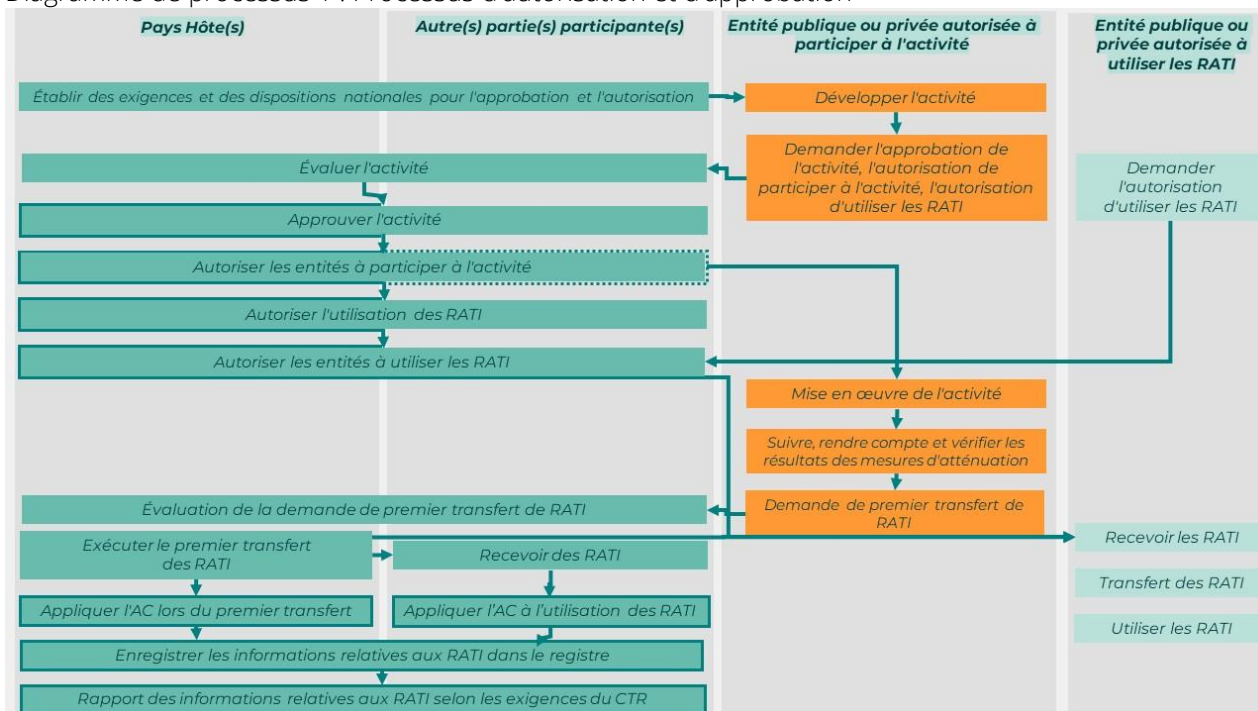 Pays Hôte(s)
Autre(s) partie(s) participante(s)
Entité publique ou privée autorisée à
participer à l'activité
Entité publique ou
privée autorisée à
utiliser les RATI
Établir des exigences et des dispositions nationales pour l'approbation et l'autorisation
Développer l'activité
Évaluer l'activité
Demander l'approbation de
l'activité, l'autorisation de
participer à l'activité, l'autorisation
d'utiliser les RATI
Demander
l'autorisation
d'utiliser les RATI
Approuver l'activité
Autoriser les entités à participer à l'activité
Autoriser l'utilisation des RATI
Autoriser les entités à utiliser les RATI
Mise en œuvre de l'activité
Suivre, rendre compte et vérifier les
résultats des mesures d'atténuation
Évaluation de la demande de premier transfert de RATI
Demande de premier transfert de
RATI
Exécuter le premier transfert
des RATI
Recevoir des RATI
Recevoir les RATI
Appliquer l'AC lors du premier transfert
Appliquer l'AC à l'utilisation des RATI
Transfert des RATI
Utiliser les RATI
Enregistrer les informations relatives aux RATI dans le registre
Rapport des informations relatives aux RATI selon les exigences du CTR